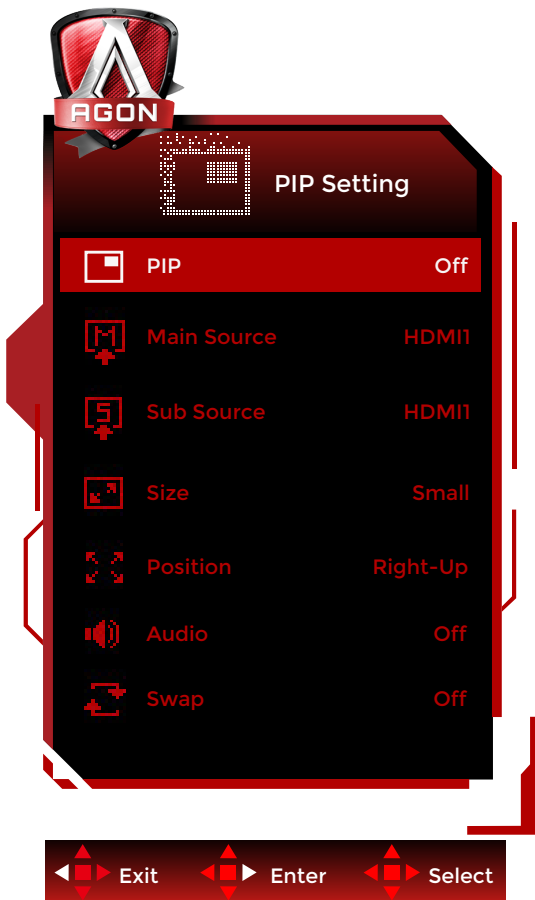 AGON
PIP Setting
PIP Off
Main Source HDMI1
Sub Source HDMI1
Size Small
Position Right-Up
Audio Off
Swap Off
Exit Enter Select